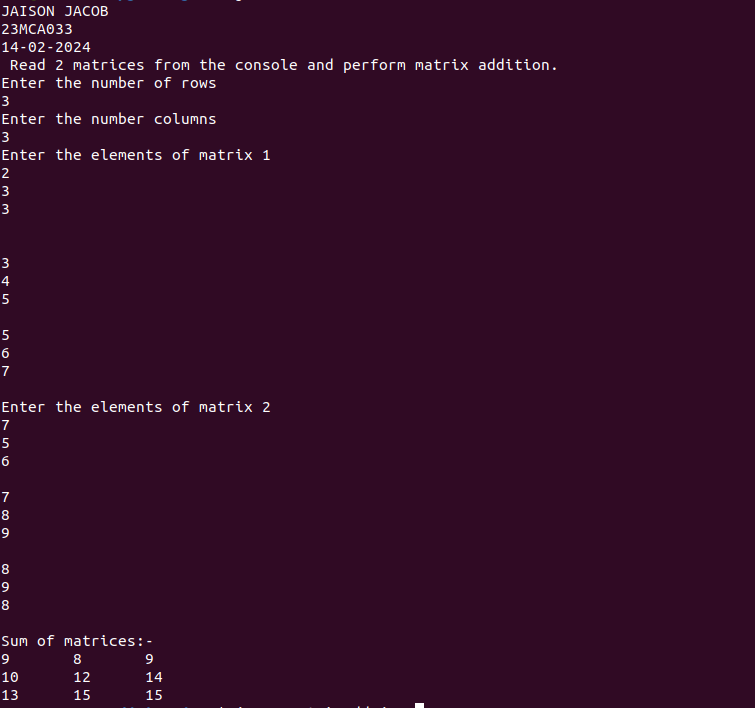 JAISON JACOB
23MCA033
14-02-2024
Read 2 matrices from the console and perform matrix addition.
Enter the number of rows
3
Enter the number columns
3
Enter the elements of matrix 1
2
3
3
3
4
5
5
6
7
Enter the elements of matrix 2
7
5
6
7
8
9
8
9
8
Sum of matrices:-
9 8 9
10 12 14
13 15 15